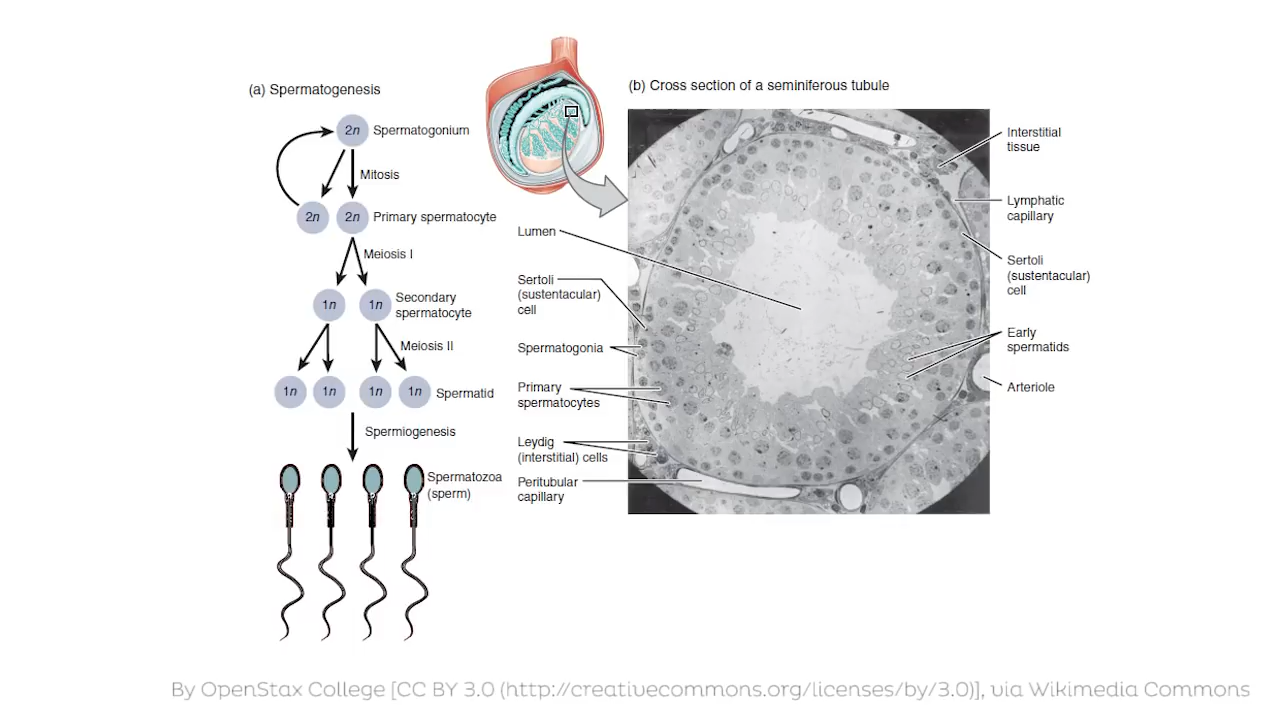 (a) Spermatogenesis
2n Spermatogonium
Mitosis
2n 2n Primary spermatocyte
Meiosis I
1n 1n Secondary
spermatocyte
Meiosis II
1n 1n 1n 1n Spermatid
Spermiogenesis
Spermatozoa
(sperm)
(b) Cross section of a seminiferous tubule
Lumen
Sertoli
(sustentacular)
cell
Spermatogonia
Primary
spermatocytes
Leydig
(interstitial) cells
Peritubular
capillary
Interstitial
tissue
Lymphatic
capillary
Sertoli
(sustentacular)
cell
Early
spermatids
Arteriole
By OpenStax College [CC BY 3.0 (http://creativecommons.org/licenses/by/3.0)], via Wikimedia Commons